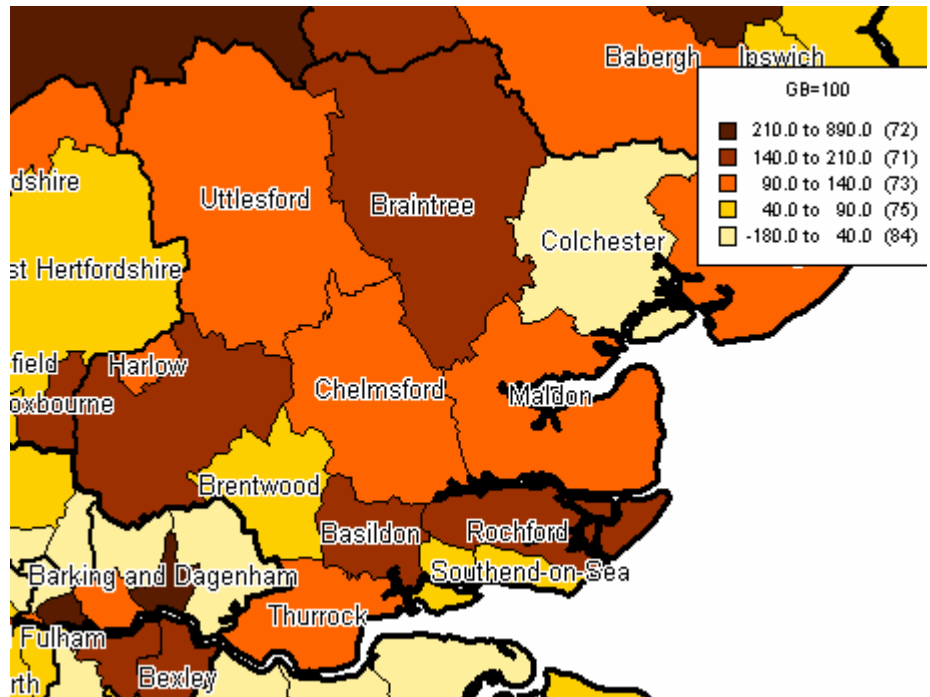 Babergh
Ipswich
GB=100
210.0 to 890.0 (72)
140.0 to 210.0 (71)
90.0 to 140.0 (73)
40.0 to 90.0 (75)
-180.0 to 40.0 (84)
dshire
Uttlesford
Braintree
Colchester
st Hertfordshire
field
Harlow
oxbourne
Chelmsford
Maldon
Brentwood
Basildon
Rochford
Southend-on-Sea
Barking and Dagenham
Thurrock
Fulham
Bexley
rth